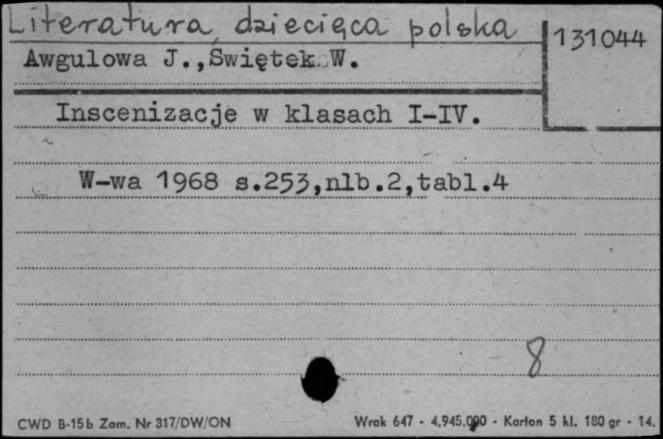 Literatura dziecięca polska
131044
Awgulowa J.,Świętek W.
Inscenizacje w klasach I-IV.
W-wa 1968 s.253,nlb.2,tabl.4
8
CWD B-15b Zam. Nr 317/DW/ON
Wrak 647 - 4.945.000 - Karton 5 kl. 180 gr - 14.